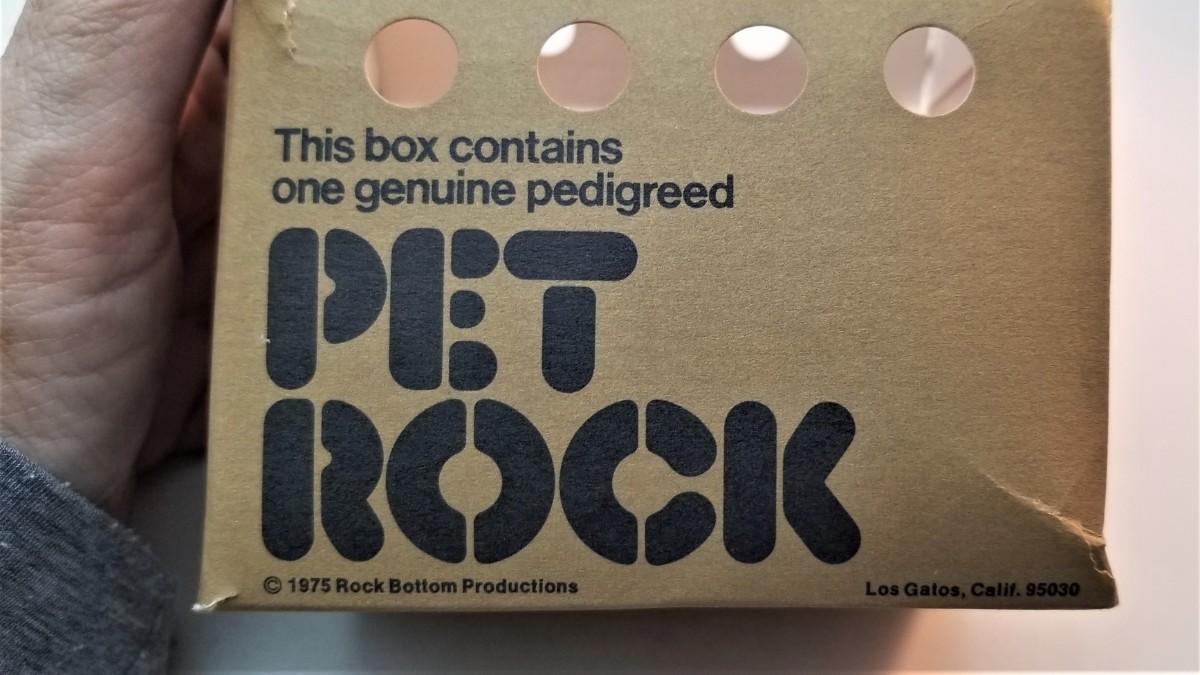 This box contains
one genuine pedigreed
PET
ROCK
© 1975 Rock Bottom Productions
Los Gatos, Calif. 95030